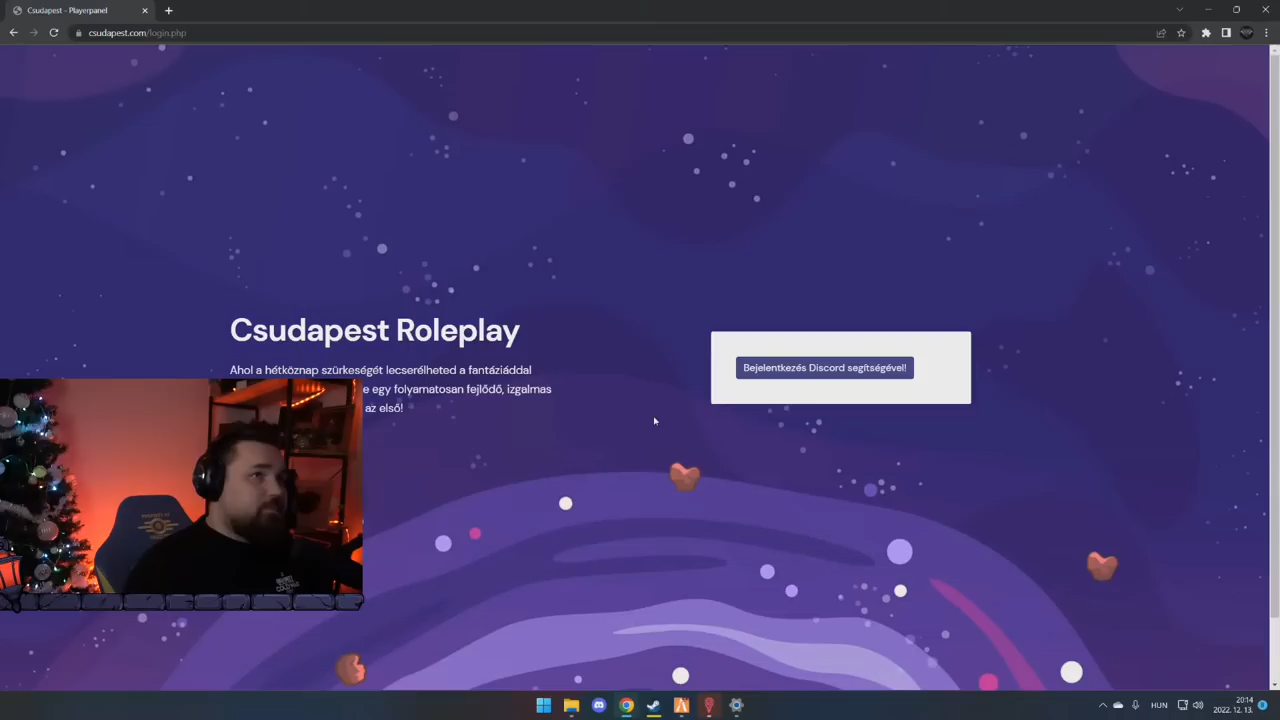 Csudapest - Playerpanel
csudapest.com/login.php
Csudapest Roleplay
Ahol a hétköznap szürkeségét lecserélheted a fantáziáddal
e egy folyamatosan fejlődő, izgalmas
az első!
Bejelentkezés Discord segítségével!
HUN
20:14
2022. 12. 13.